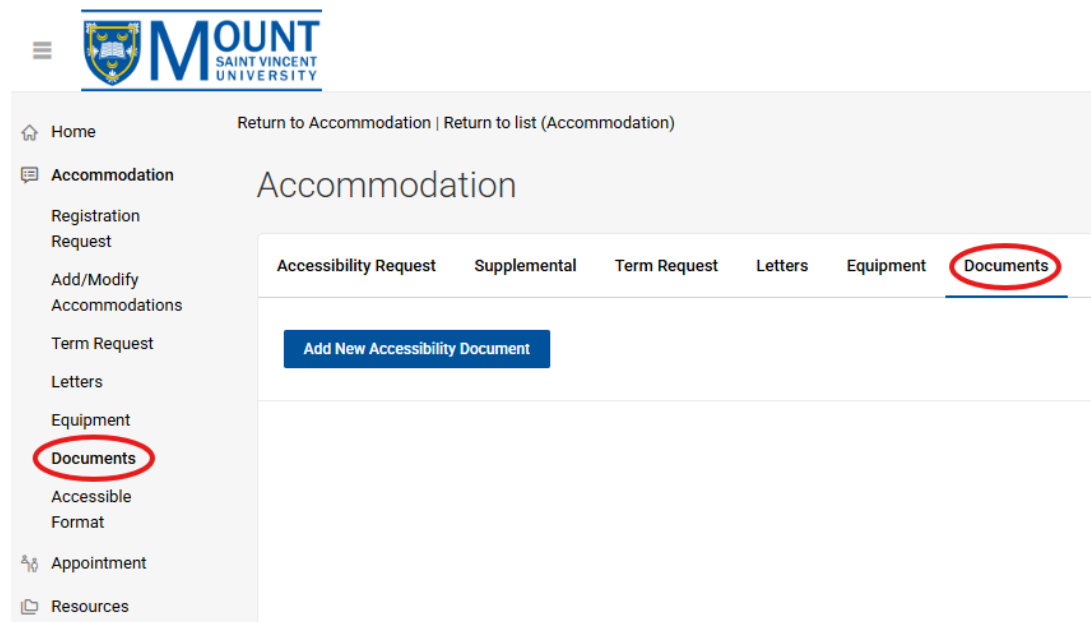 MOUNT
SAINT VINCENT
UNIVERSITY
Return to Accommodation | Return to list (Accommodation)
Home
Accommodation
Registration
Request
Add/Modify
Accommodations
Term Request
Letters
Equipment
Documents
Accessible
Format
Appointment
Resources
Accommodation
Accessibility Request Supplemental Term Request Letters Equipment Documents
Add New Accessibility Document